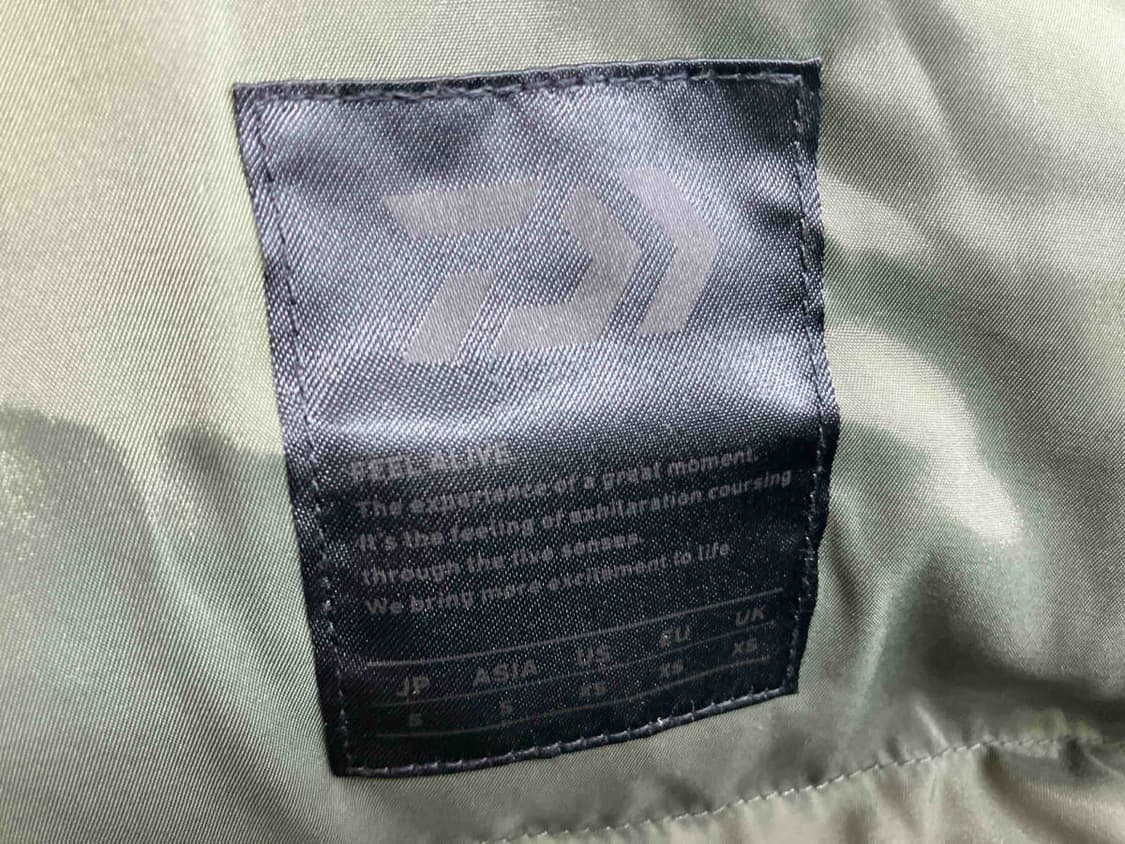 FEEL ALIVE
The experience of a great moment.
It's the feeling of exhilaration coursing
through the five senses.
We bring more excitement to life
JP ASIA US EU UK
S S XS XS XS